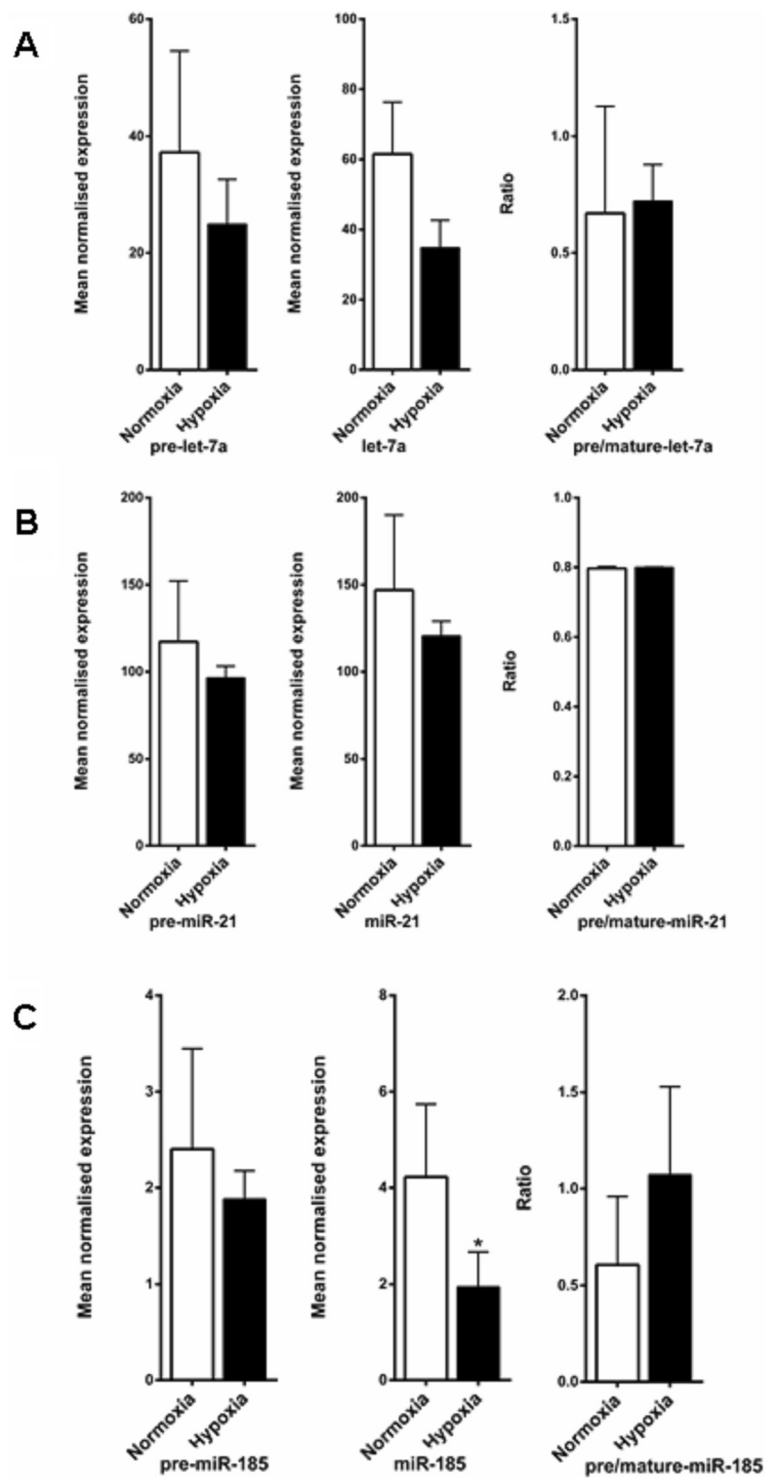 A
Mean normalised expression
60
40
20
0
Normoxia
Hypoxia
pre-let-7a
Mean normalised expression
100
80
60
40
20
0
Normoxia
Hypoxia
let-7a
Ratio
1.5
1.0
0.5
0.0
Normoxia
Hypoxia
pre/mature-let-7a
B
Mean normalised expression
200
150
100
50
0
Normoxia
Hypoxia
pre-miR-21
Mean normalised expression
200
150
100
50
0
Normoxia
Hypoxia
miR-21
Ratio
1.0
0.8
0.6
0.4
0.2
0.0
Normoxia
Hypoxia
pre/mature-miR-21
C
Mean normalised expression
4
3
2
1
0
Normoxia
Hypoxia
pre-miR-185
Mean normalised expression
8
6
4
2
0
*
Normoxia
Hypoxia
miR-185
Ratio
2.0
1.5
1.0
0.5
0.0
Normoxia
Hypoxia
pre/mature-miR-185